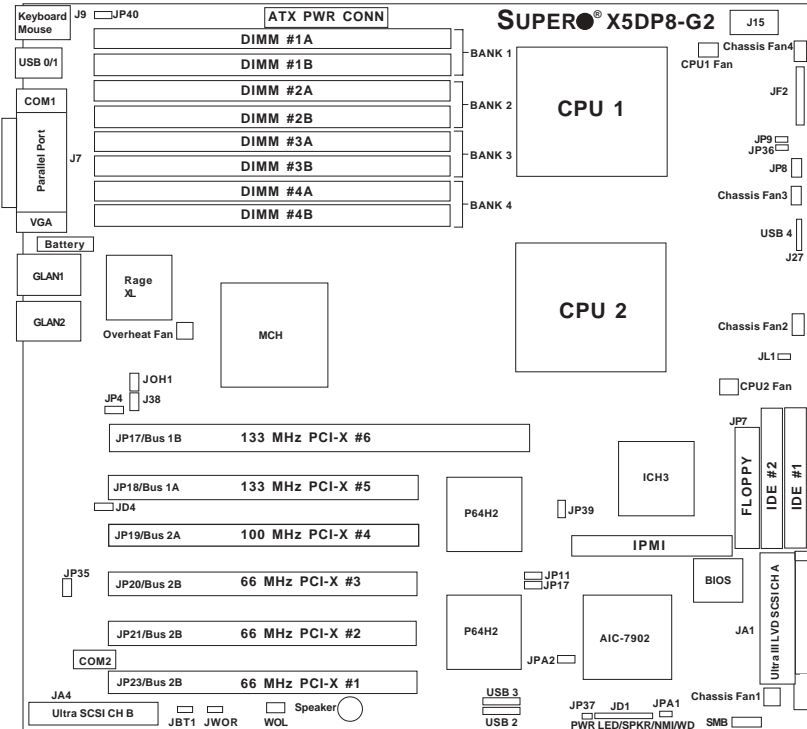 Keyboard
Mouse
J9
JP40
ATX PWR CONN
SUPER® X5DP8-G2
J15
USB 0/1
DIMM #1A
DIMM #1B
BANK 1
CPU1 Fan
Chassis Fan4
COM1
DIMM #2A
DIMM #2B
BANK 2
CPU 1
JF2
Parallel Port
J7
DIMM #3A
DIMM #3B
BANK 3
JP9
JP36
JP8
DIMM #4A
DIMM #4B
BANK 4
Chassis Fan3
VGA
Battery
USB 4
J27
GLAN1
Rage
XL
GLAN2
Overheat Fan
MCH
CPU 2
Chassis Fan2
JL1
JOH1
JP4
J38
CPU2 Fan
JP7
JP17/Bus 1B 133 MHz PCI-X #6
FLOPPY
IDE #2
IDE #1
ICH3
JP18/Bus 1A 133 MHz PCI-X #5
JD4
P64H2
JP39
JP19/Bus 2A 100 MHz PCI-X #4
IPMI
JP35
JP20/Bus 2B 66 MHz PCI-X #3
JP11
JP17
BIOS
Ultra III LVD SCSI CH A
JA1
JP21/Bus 2B 66 MHz PCI-X #2
P64H2
AIC-7902
COM2
JPA2
JP23/Bus 2B 66 MHz PCI-X #1
JA4
Ultra SCSI CH B
JBT1
JWOR
WOL
Speaker
USB 3
USB 2
JP37
JD1
JPA1
PWR LED/SPKR/NMI/WD
Chassis Fan1
SMB